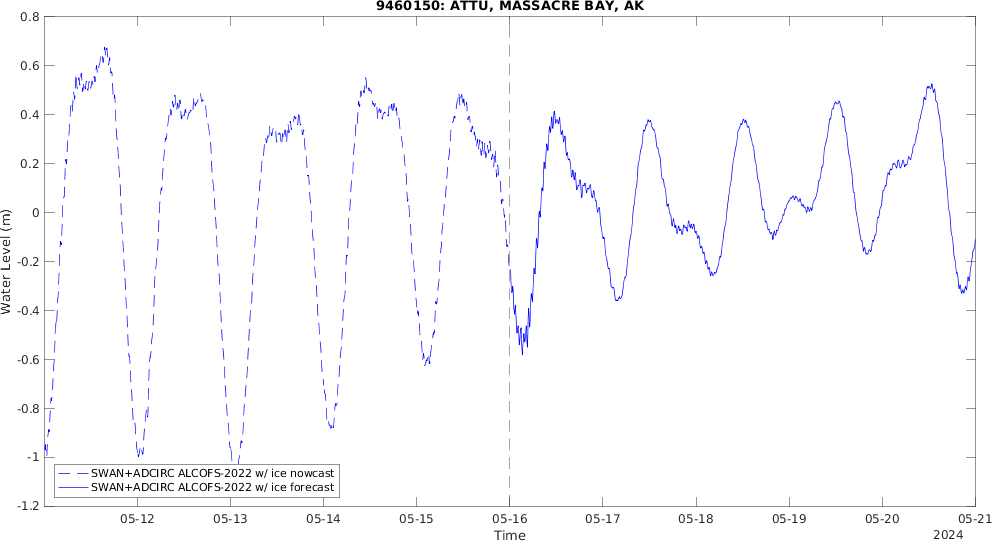 9460150: ATTU, MASSACRE BAY, AK
Water Level (m)
0.8
0.6
0.4
0.2
0
-0.2
-0.4
-0.6
-0.8
-1
-1.2
SWAN+ADCIRC ALCOFS-2022 w/ ice nowcast
SWAN+ADCIRC ALCOFS-2022 w/ ice forecast
05-12 05-13 05-14 05-15 05-16 05-17 05-18 05-19 05-20 05-21
Time
2024